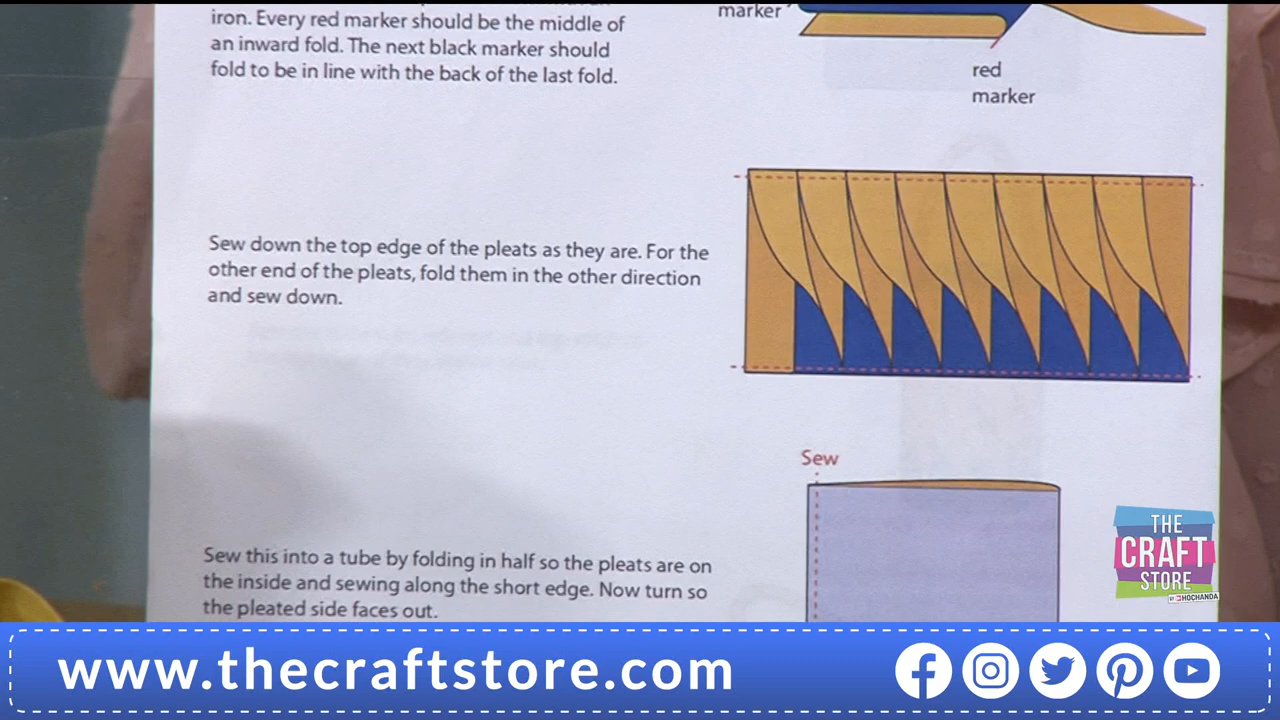 iron. Every red marker should be the middle of
an inward fold. The next black marker should
fold to be in line with the back of the last fold.
marker
red
marker
Sew down the top edge of the pleats as they are. For the
other end of the pleats, fold them in the other direction
and sew down.
Sew
Sew this into a tube by folding in half so the pleats are on
the inside and sewing along the short edge. Now turn so
the pleated side faces out.
THE
CRAFT
STORE
BY HOCHANDA
www.thecraftstore.com